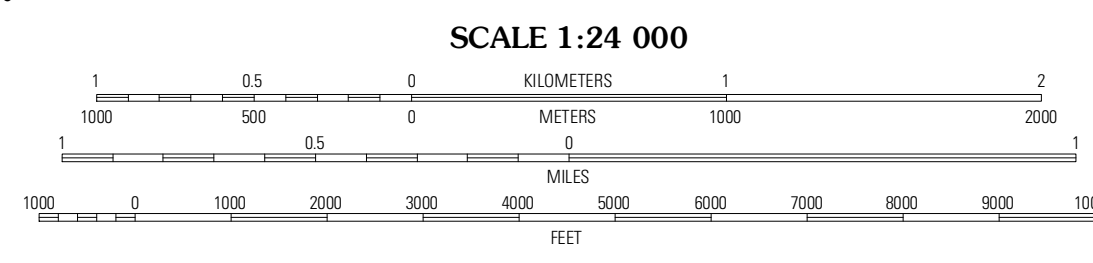 SCALE 1:24 000
1 0.5 0 KILOMETERS 1 2
1000 500 0 METERS 1000 2000
1 0.5 0 1
MILES
1000 0 1000 2000 3000 4000 5000 6000 7000 8000 9000
FEET